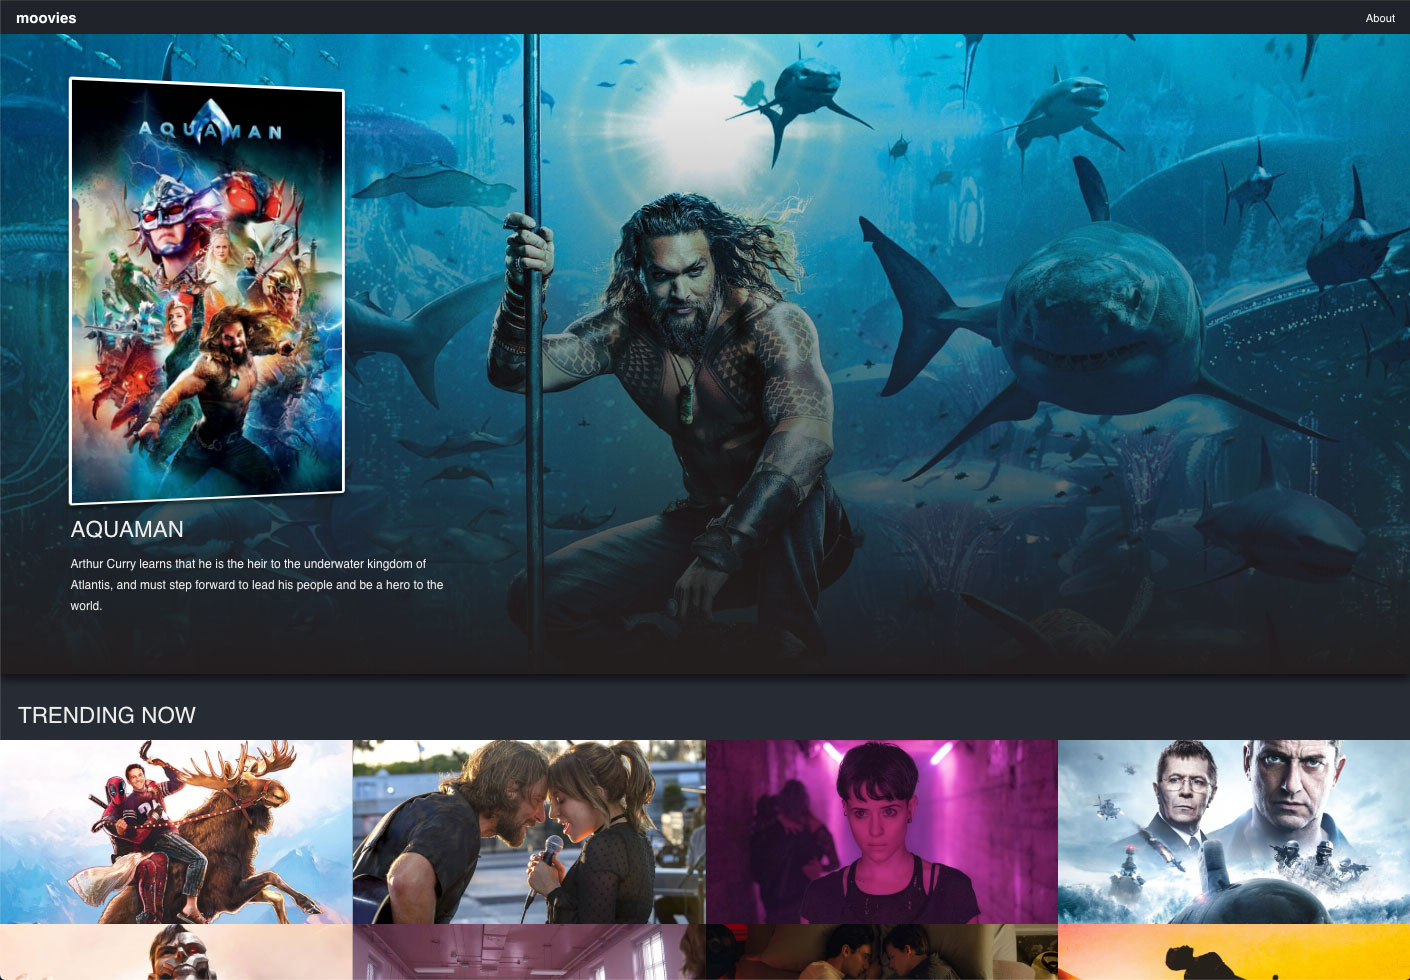 moovies
About
AQUAMAN
AQUAMAN
Arthur Curry learns that he is the heir to the underwater kingdom of
Atlantis, and must step forward to lead his people and be a hero to the
world.
TRENDING NOW